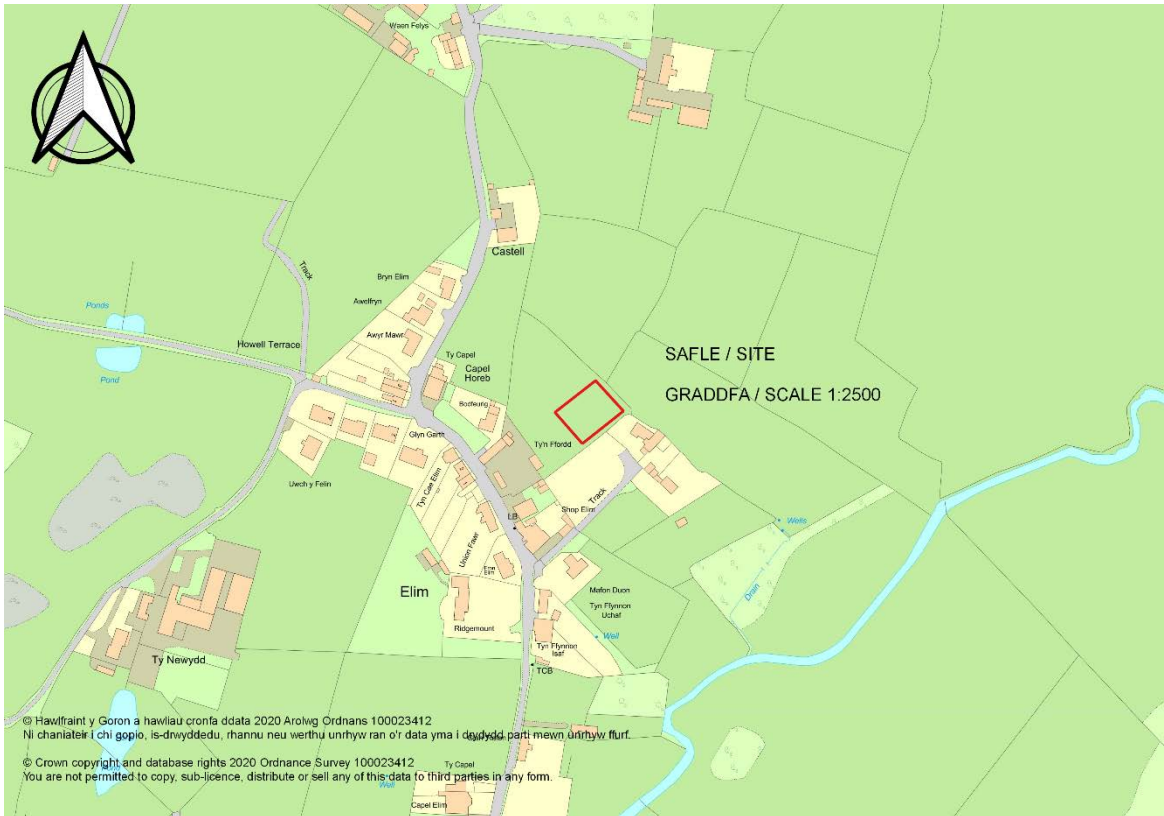 Waen Felys
Castell
Track
Bryn Elim
Awelfryn
Ponds
Awyr Mawr
Howell Terrace
SAFLE / SITE
Ty Capel
Capel
Horeb
Pond
GRADDFA / SCALE 1:2500
Bodfeurig
Glyn Garth
Ty'n Ffordd
Uwch y Felin
Tyn Cae Elim
Track
Shop Elim
LB
Wells
Union Fawr
Elim
Mafon Duon
Drain
Tyn Ffynnon
Uchaf
Ridgemount
Well
Tyn Ffynnon
Isaf
Ty Newydd
TCB
© Hawlfraint y Goron a hawliau cronfa ddata 2020 Arolwg Ordnans 100023412
Ni chaniateir i chi gopio, is-drwyddedu, rhannu neu werthu unrhyw ran o'r data yma i drydydd parti mewn unrhyw ffurf.
© Crown copyright and database rights 2020 Ordnance Survey 100023412
Ty Capel
You are not permitted to copy, sub-licence, distribute or sell any of this data to third parties in any form.
Well
Capel Elim